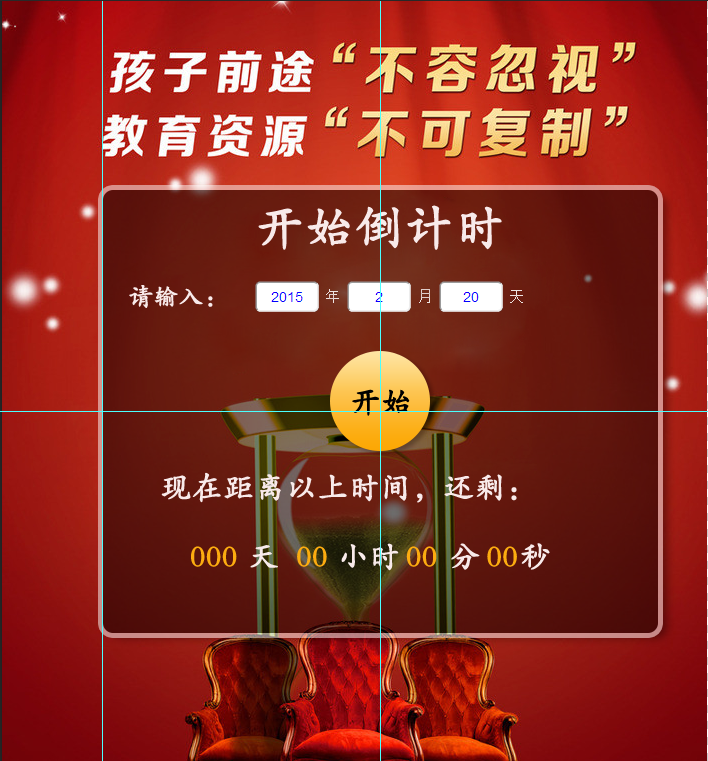 孩子前途“不容忽视”
教育资源“不可复制”
开始倒计时
请输入： 2015 年 2 月 20 天
开始
现在距离以上时间，还剩：
000 天 00 小时 00 分 00秒